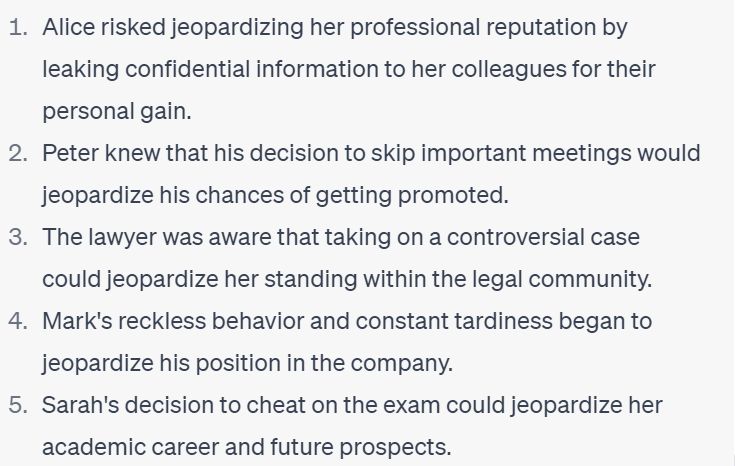 1. Alice risked jeopardizing her professional reputation by
leaking confidential information to her colleagues for their
personal gain.
2. Peter knew that his decision to skip important meetings would
jeopardize his chances of getting promoted.
3. The lawyer was aware that taking on a controversial case
could jeopardize her standing within the legal community.
4. Mark's reckless behavior and constant tardiness began to
jeopardize his position in the company.
5. Sarah's decision to cheat on the exam could jeopardize her
academic career and future prospects.